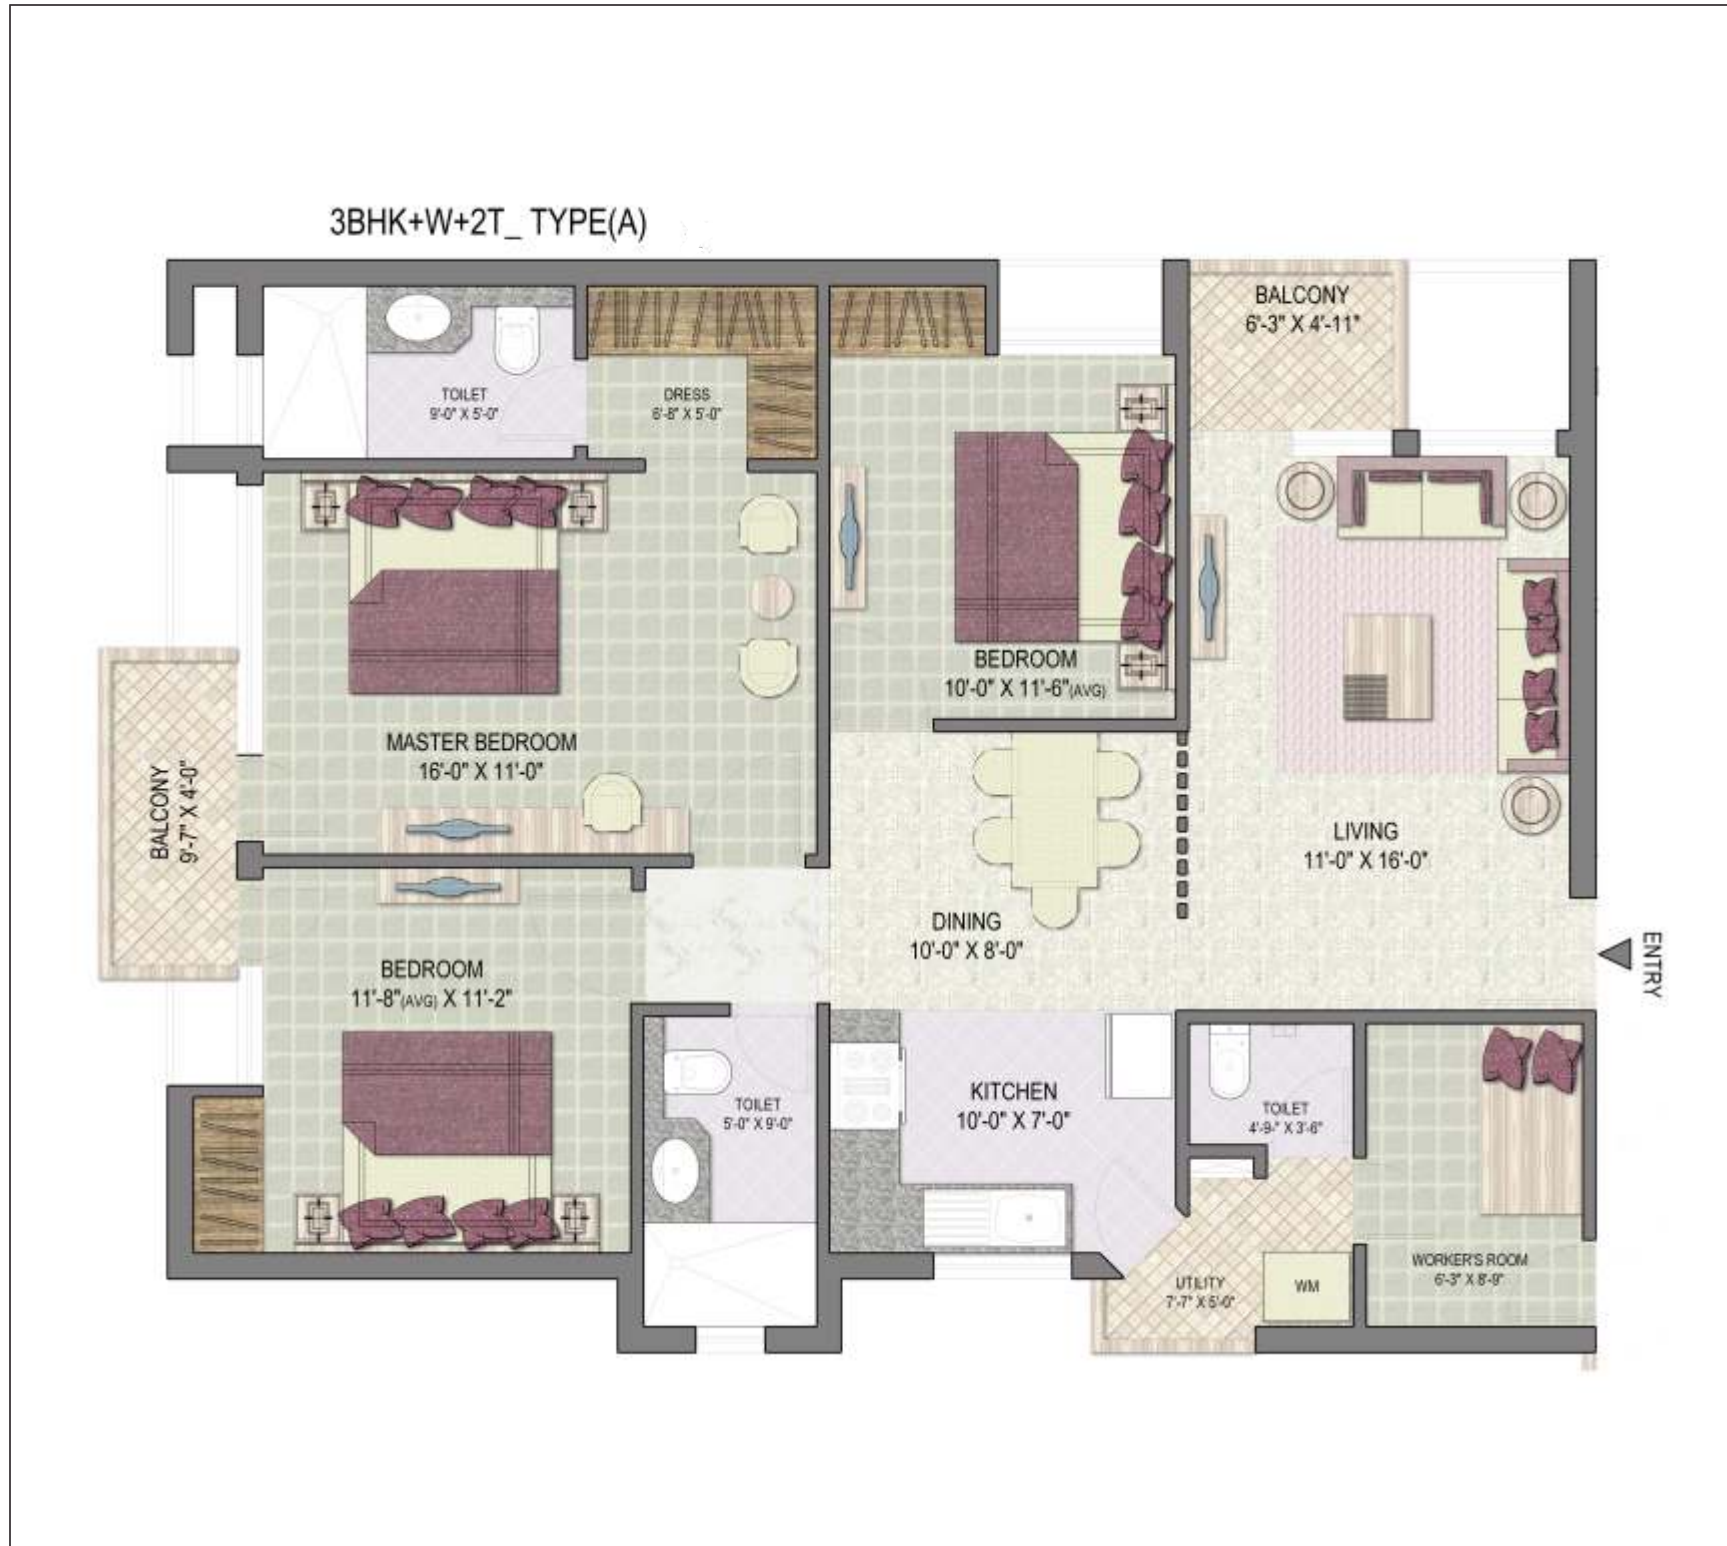 3BHK+W+2T_ TYPE(A)
BALCONY
6'-3" X 4'-11"
TOILET
9'-0" X 5'-0"
DRESS
6'-8" X 5'-0"
BEDROOM
10'-0" X 11'-6"(AVG)
MASTER BEDROOM
16'-0" X 11'-0"
BALCONY
9'-7" X 4'-0"
LIVING
11'-0" X 16'-0"
DINING
10'-0" X 8'-0"
ENTRY
BEDROOM
11'-8"(AVG) X 11'-2"
TOILET
5'-0" X 9'-0"
KITCHEN
10'-0" X 7'-0"
TOILET
4'-9-" X 3'-6"
WORKER'S ROOM
6'-3" X 8'-9"
UTILITY
7'-7" X 5'-0"
WM